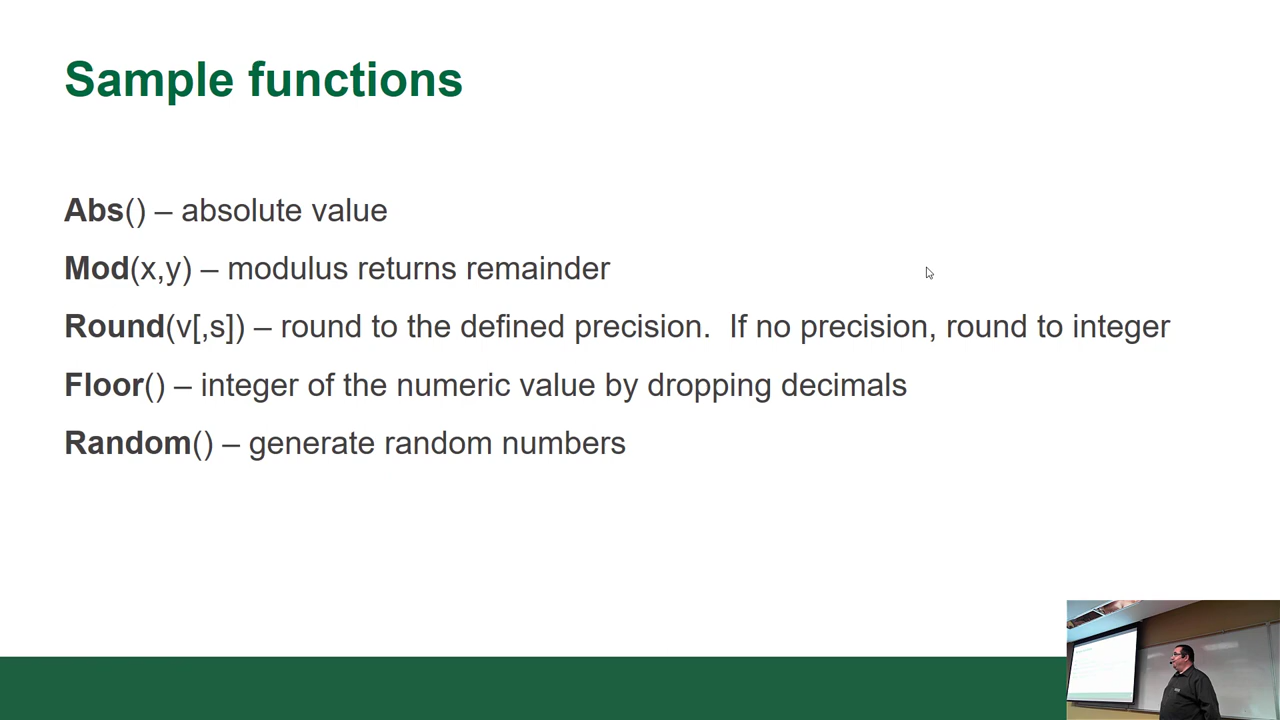 Sample functions
Abs() – absolute value
Mod(x,y) – modulus returns remainder
Round(v[,s]) – round to the defined precision.  If no precision, round to integer
Floor() – integer of the numeric value by dropping decimals
Random() – generate random numbers